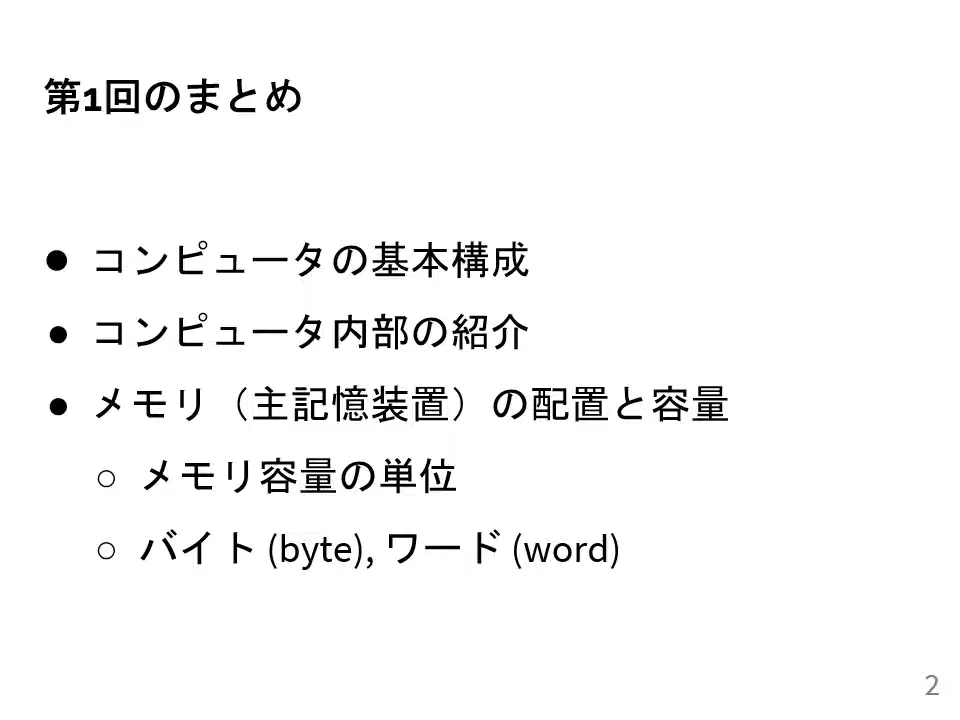 第1回のまとめ
● コンピュータの基本構成
● コンピュータ内部の紹介
● メモリ（主記憶装置）の配置と容量
○ メモリ容量の単位
○ バイト (byte), ワード (word)
2